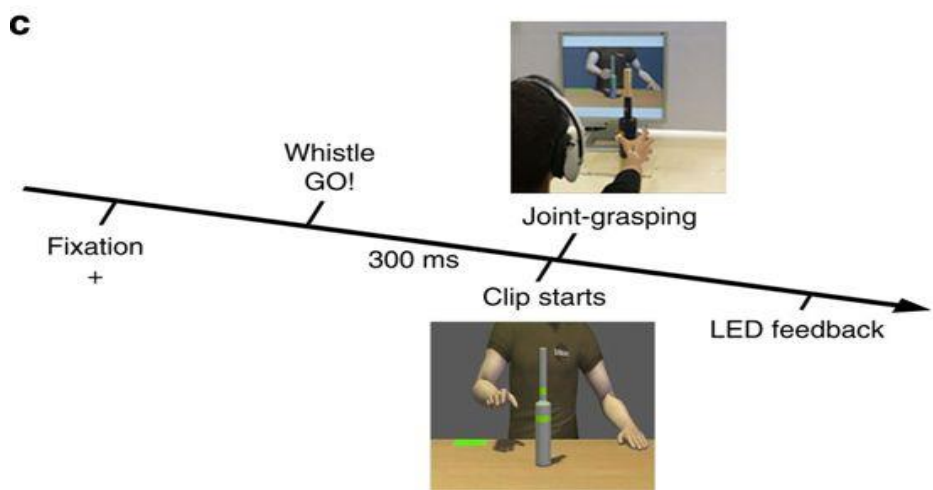 c
Whistle
GO!
Joint-grasping
Fixation
+
300 ms
Clip starts
LED feedback